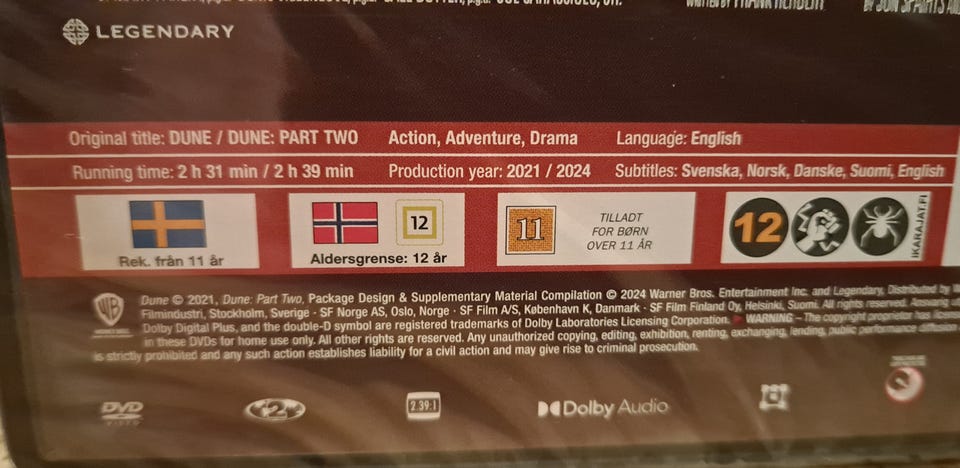 LEGENDARY
Original title: DUNE / DUNE: PART TWO Action, Adventure, Drama Language: English
Running time: 2 h 31 min / 2 h 39 min Production year: 2021 / 2024 Subtitles: Svenska, Norsk, Danske, Suomi, English
Rek. från 11 år
12
Aldersgrense: 12 år
11
TILLADT
FOR BØRN
OVER 11 ÅR
12
IKARAJAT.FI
Dune © 2021, Dune: Part Two, Package Design & Supplementary Material Compilation © 2024 Warner Bros. Entertainment Inc. and Legendary, Distributed by
Filmindustri, Stockholm, Sverige · SF Norge AS, Oslo, Norge · SF Film A/S, København K, Danmark · SF Film Finland Oy, Helsinki, Suomi. All rights reserved. Ansvarig
Dolby Digital Plus, and the double-D symbol are registered trademarks of Dolby Laboratories Licensing Corporation. WARNING – The copyright proprietor has
in these DVDs for home use only. All other rights are reserved. Any unauthorized copying, editing, exhibition, renting, exchanging, lending, public performance diffusion
is strictly prohibited and any such action establishes liability for a civil action and may give rise to criminal prosecution.
DVD
VIDEO
2
2.39:1
Dolby Audio